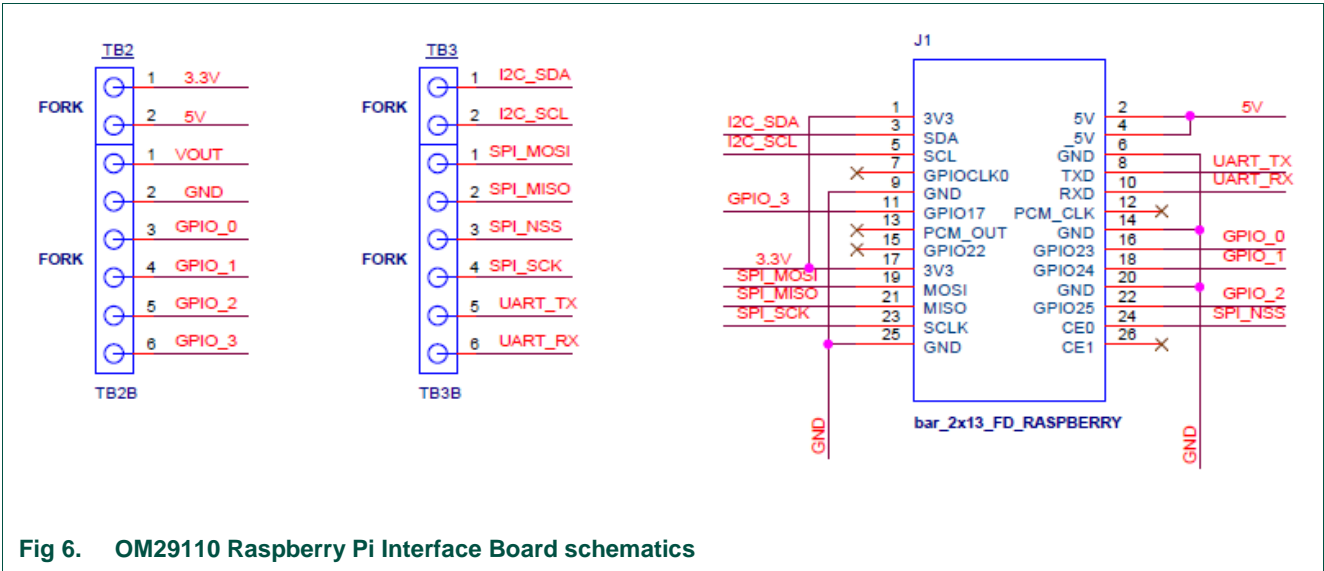 TB2
1 3.3V
FORK
2 5V
1 VOUT
2 GND
3 GPIO_0
FORK
4 GPIO_1
5 GPIO_2
6 GPIO_3
TB2B
TB3
1 I2C_SDA
FORK
2 I2C_SCL
1 SPI_MOSI
2 SPI_MISO
3 SPI_NSS
FORK
4 SPI_SCK
5 UART_TX
6 UART_RX
TB3B
J1
1 3V3 5V 2 5V
I2C_SDA 3 SDA _5V 4
I2C_SCL 5 SCL GND 6
7 GPIOCLK0 TXD 8 UART_TX
9 GND RXD 10 UART_RX
GPIO_3 11 GPIO17 PCM_CLK 12
13 PCM_OUT GND 14
15 GPIO22 GPIO23 16 GPIO_0
3.3V 17 3V3 GPIO24 18 GPIO_1
SPI_MOSI 19 MOSI GND 20
SPI_MISO 21 MISO GPIO25 22 GPIO_2
SPI_SCK 23 SCLK CE0 24 SPI_NSS
25 GND CE1 26
GND
bar_2x13_FD_RASPBERRY
GND
Fig 6. OM29110 Raspberry Pi Interface Board schematics